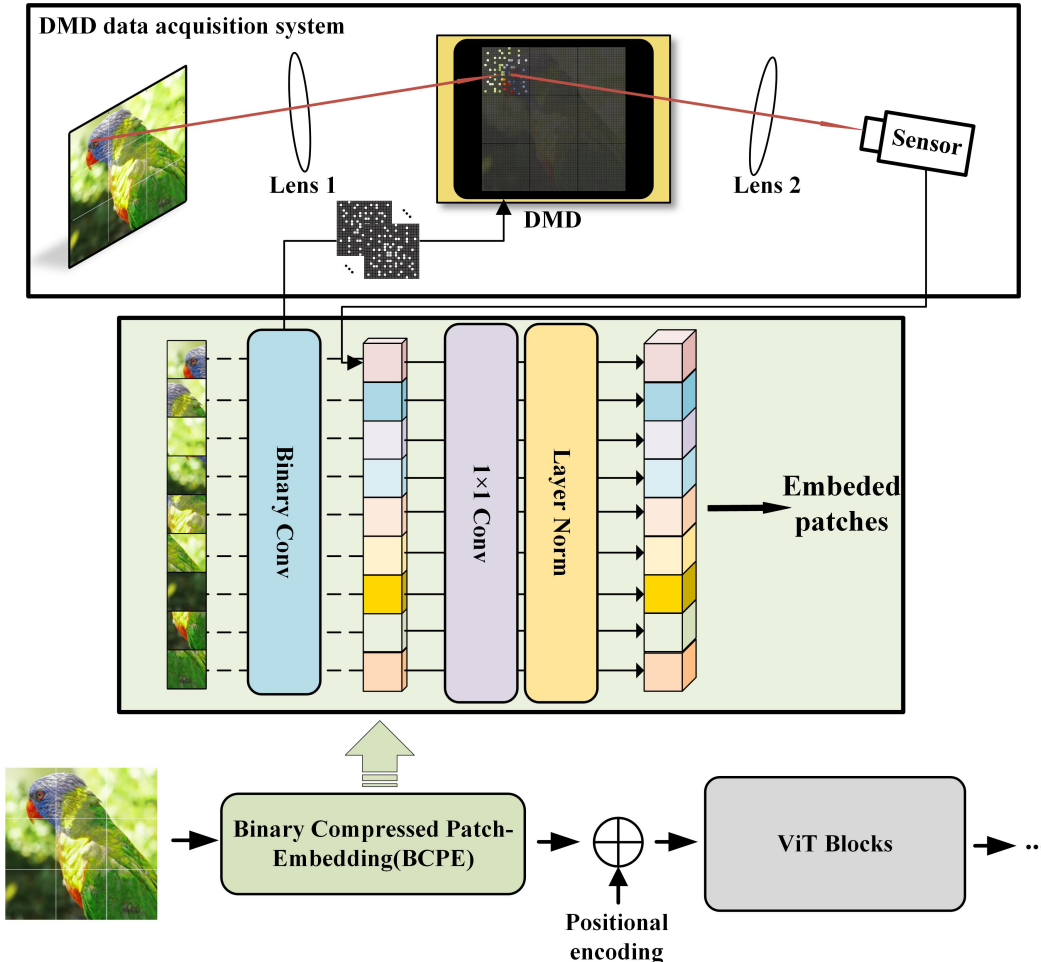 DMD data acquisition system
Lens 1
DMD
Lens 2
Sensor
Binary Conv
1×1 Conv
Layer Norm
Embeded
patches
Binary Compressed Patch-
Embedding(BCPE)
Positional
encoding
ViT Blocks
..